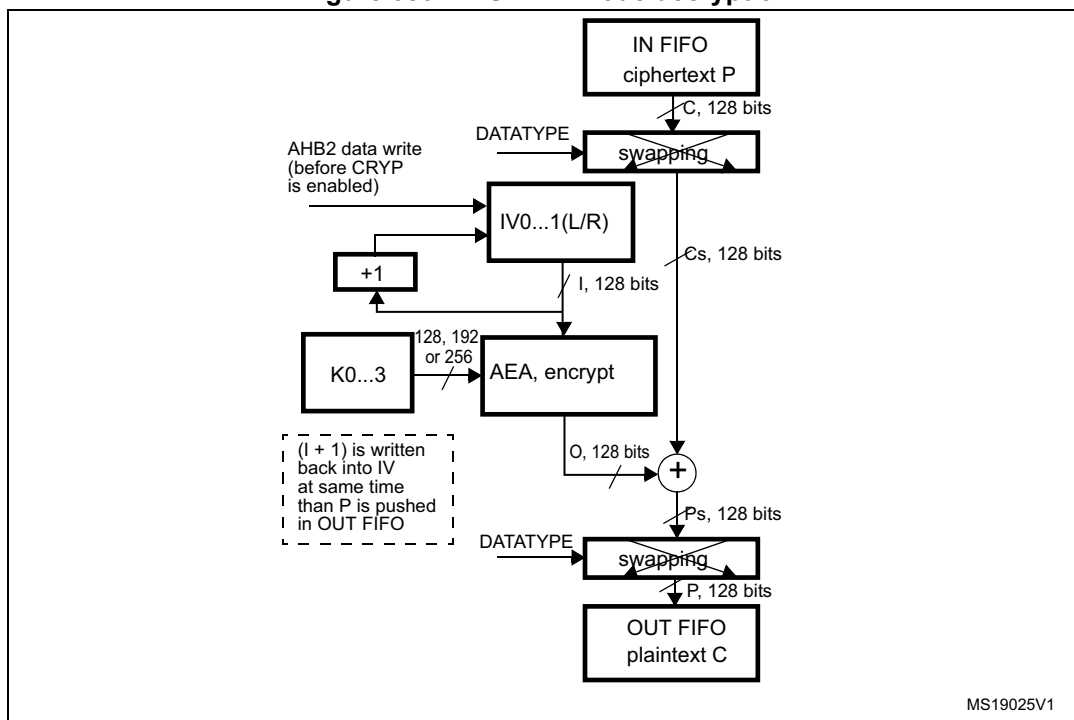 IN FIFO
ciphertext P
C, 128 bits
DATATYPE
swapping
AHB2 data write
(before CRYP
is enabled)
IV0...1(L/R)
Cs, 128 bits
+1
I, 128 bits
128, 192
or 256
K0...3
AEA, encrypt
(I + 1) is written
back into IV
at same time
than P is pushed
in OUT FIFO
O, 128 bits
+
Ps, 128 bits
DATATYPE
swapping
P, 128 bits
OUT FIFO
plaintext C
MS19025V1